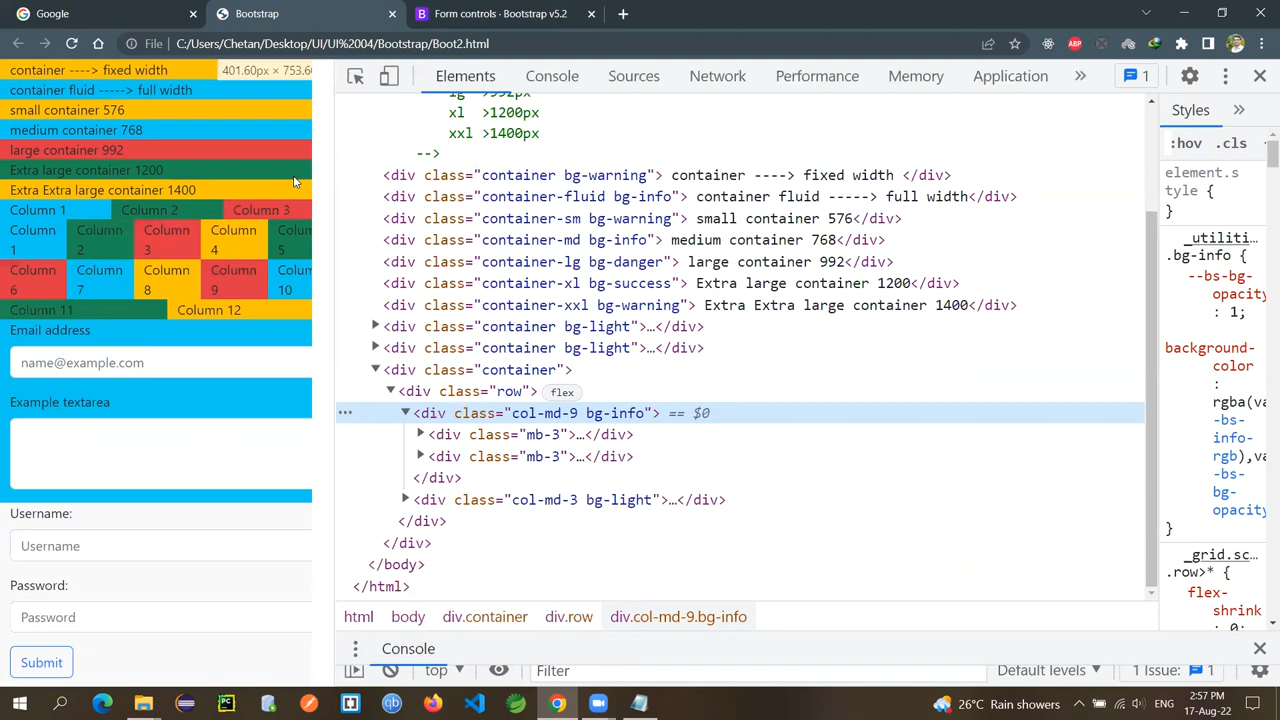 Google
Bootstrap
Form controls · Bootstrap v5.2
File
C:/Users/Chetan/Desktop/UI/UI%2004/Bootstrap/Boot2.html
ABP
container ----> fixed width
401.60px × 753.6
container fluid -----> full width
small container 576
medium container 768
large container 992
Extra large container 1200
Extra Extra large container 1400
Column 1
Column 2
Column 3
Column 1
Column 2
Column 3
Column 4
Colum 5
Column 6
Column 7
Column 8
Column 9
Colum 10
Column 11
Column 12
Email address
name@example.com
Example textarea
Username:
Username
Password:
Password
Submit
Elements
Console
Sources
Network
Performance
Memory
Application
1
lg >992px
xl >1200px
xxl >1400px
-->
<div class="container bg-warning"> container ----> fixed width </div>
<div class="container-fluid bg-info"> container fluid -----> full width</div>
<div class="container-sm bg-warning"> small container 576</div>
<div class="container-md bg-info"> medium container 768</div>
<div class="container-lg bg-danger"> large container 992</div>
<div class="container-xl bg-success"> Extra large container 1200</div>
<div class="container-xxl bg-warning"> Extra Extra large container 1400</div>
<div class="container bg-light">…</div>
<div class="container bg-light">…</div>
<div class="container">
<div class="row"> flex
<div class="col-md-9 bg-info"> == $0
<div class="mb-3">…</div>
<div class="mb-3">…</div>
</div>
<div class="col-md-3 bg-light">…</div>
</div>
</div>
</body>
</html>
html
body
div.container
div.row
div.col-md-9.bg-info
Console
top
Filter
Default levels
1 Issue:
1
Styles
:hov .cls
element.s
tyle {
}
_utiliti…
.bg-info {
--bs-bg-
opacity
: 1;
background-
color
:
rgba(va
-bs-
info-
rgb),va
-bs-
bg-
opacity
}
_grid.sc…
.row>* {
flex-
shrink
: 0;
26°C Rain showers
2:57 PM
17-Aug-22